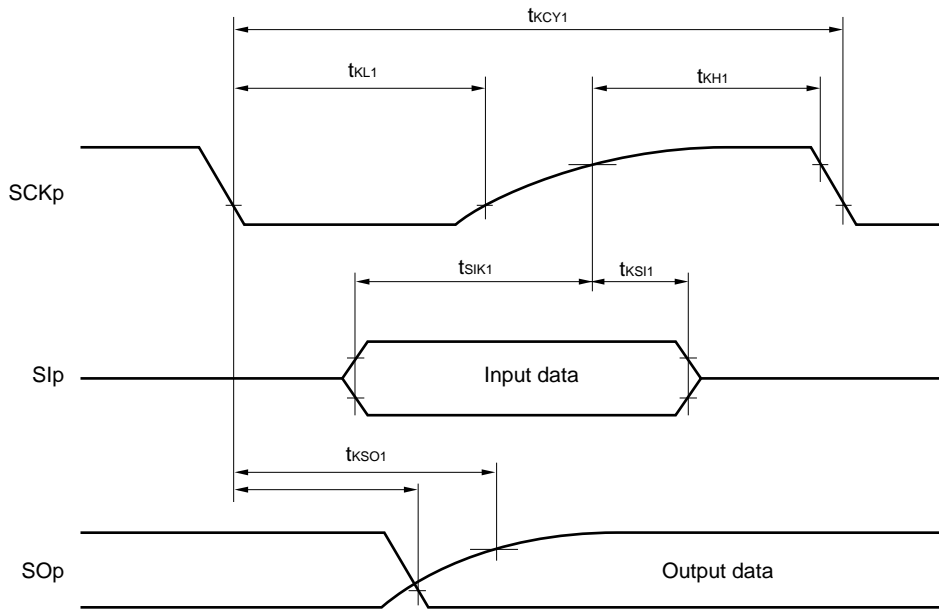 tKCY1
tKL1
tKH1
SCKp
tSIK1
tKSI1
SIp
Input data
tKSO1
SOp
Output data